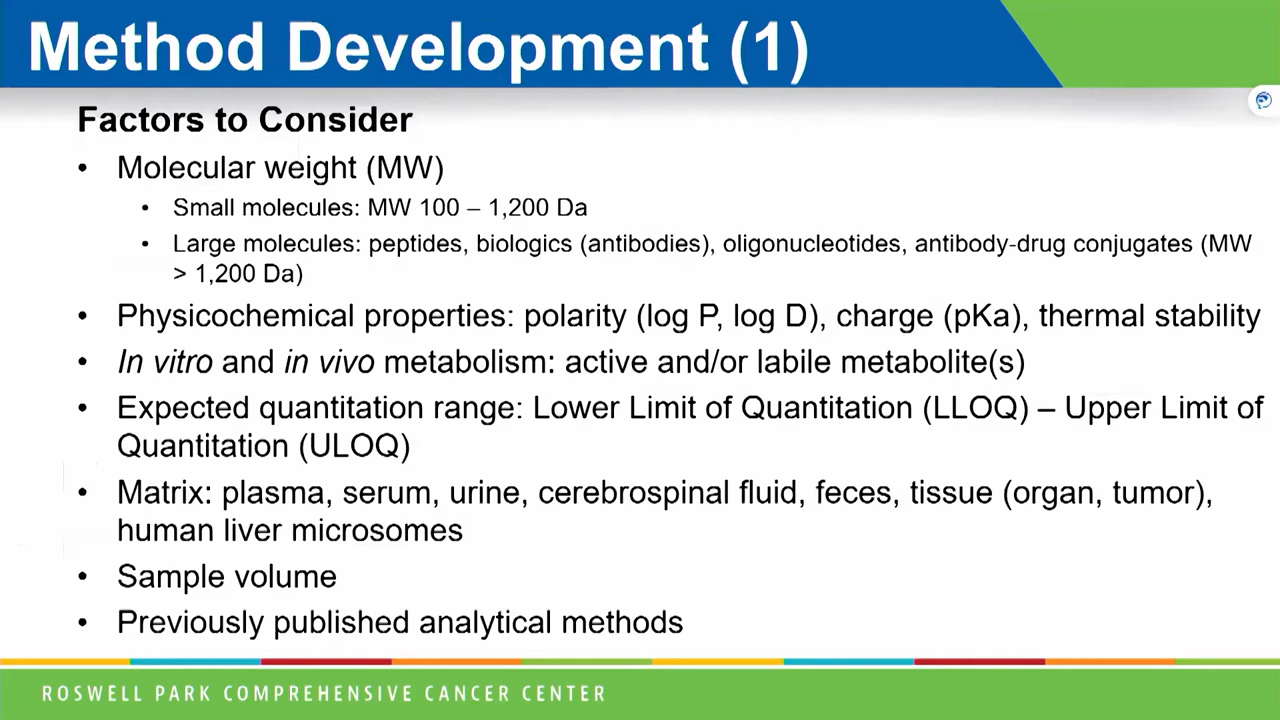 Method Development (1)
Factors to Consider
• Molecular weight (MW)
• Small molecules: MW 100 – 1,200 Da
• Large molecules: peptides, biologics (antibodies), oligonucleotides, antibody-drug conjugates (MW
> 1,200 Da)
• Physicochemical properties: polarity (log P, log D), charge (pKa), thermal stability
• In vitro and in vivo metabolism: active and/or labile metabolite(s)
• Expected quantitation range: Lower Limit of Quantitation (LLOQ) – Upper Limit of
Quantitation (ULOQ)
• Matrix: plasma, serum, urine, cerebrospinal fluid, feces, tissue (organ, tumor),
human liver microsomes
• Sample volume
• Previously published analytical methods
ROSWELL PARK COMPREHENSIVE CANCER CENTER